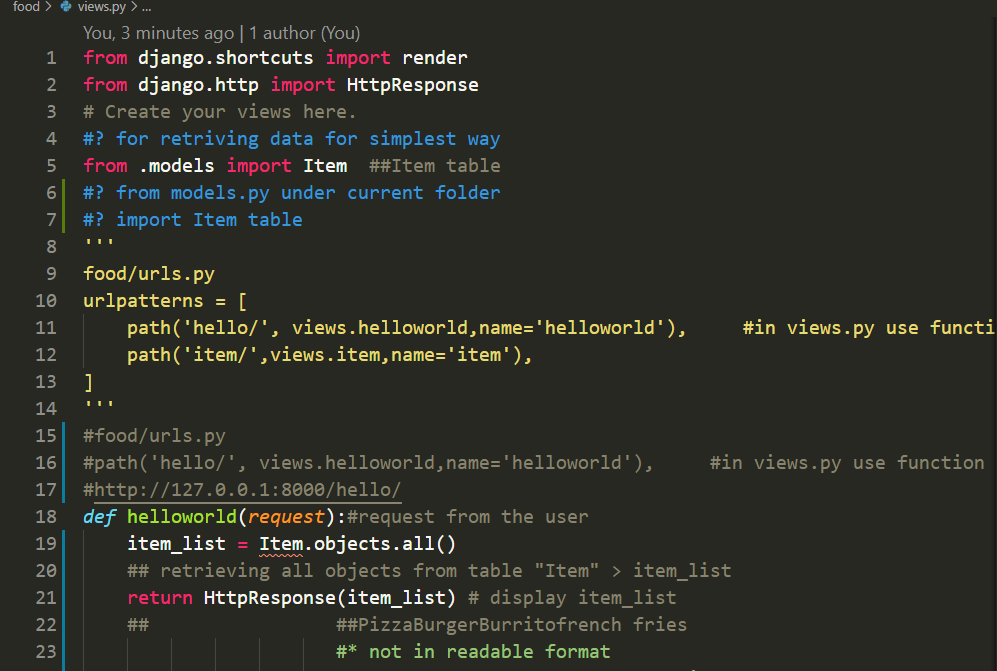 food > views.py > ...
You, 3 minutes ago | 1 author (You)
1 from django.shortcuts import render
2 from django.http import HttpResponse
3 # Create your views here.
4 #? for retriving data for simplest way
5 from .models import Item  ##Item table
6 #? from models.py under current folder
7 #? import Item table
8 '''
9 food/urls.py
10 urlpatterns = [
11     path('hello/', views.helloworld,name='helloworld'),     #in views.py use functi
12     path('item/',views.item,name='item'),
13 ]
14 '''
15 #food/urls.py
16 #path('hello/', views.helloworld,name='helloworld'),     #in views.py use function
17 #http://127.0.0.1:8000/hello/
18 def helloworld(request):#request from the user
19     item_list = Item.objects.all()
20     ## retrieving all objects from table "Item" > item_list
21     return HttpResponse(item_list) # display item_list
22     ##                 ##PizzaBurgerBurritofrench fries
23                        #* not in readable format